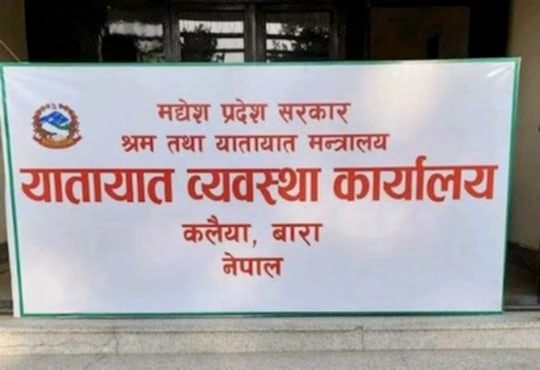 मधेश प्रदेश सरकार
श्रम तथा यातायात मन्त्रालय
यातायात व्यवस्था कार्यालय
कलैया, बारा
नेपाल